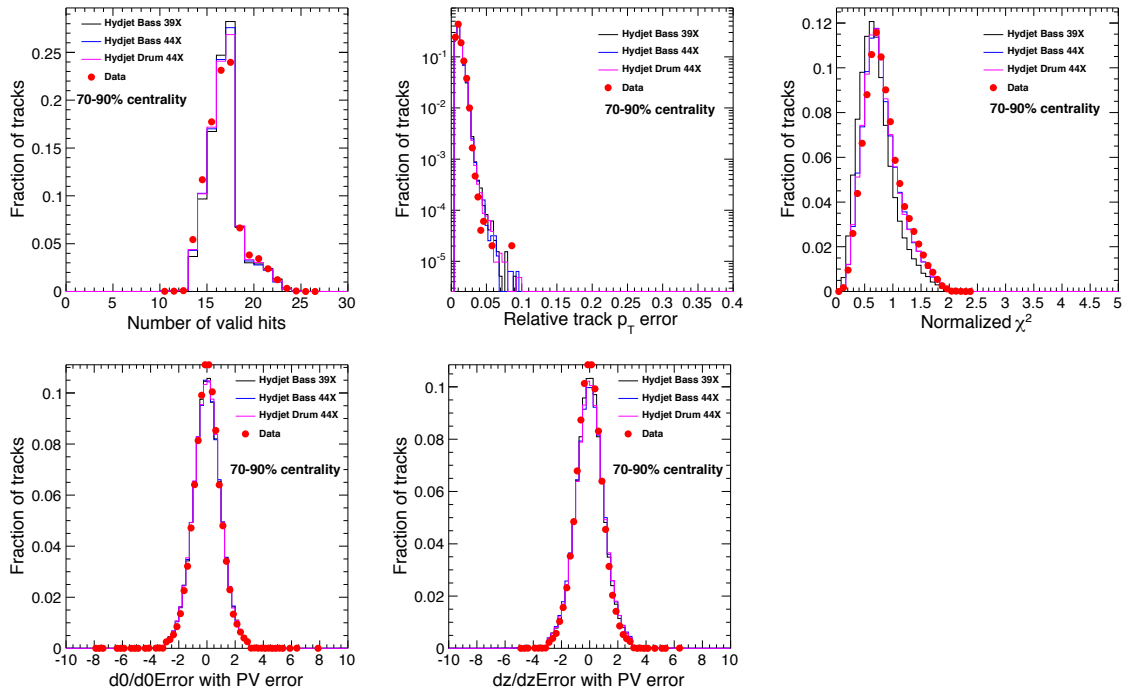 Fraction of tracks
0.25
0.2
0.15
0.1
0.05
0
Hydjet Bass 39X
Hydjet Bass 44X
Hydjet Drum 44X
Data
70-90% centrality
0 5 10 15 20 25 30
Number of valid hits
Fraction of tracks
10⁻¹
10⁻²
10⁻³
10⁻⁴
10⁻⁵
Hydjet Bass 39X
Hydjet Bass 44X
Hydjet Drum 44X
Data
70-90% centrality
0 0.05 0.1 0.15 0.2 0.25 0.3 0.35 0.4
Relative track p_T error
Fraction of tracks
0.12
0.1
0.08
0.06
0.04
0.02
0
Hydjet Bass 39X
Hydjet Bass 44X
Hydjet Drum 44X
Data
70-90% centrality
0 0.5 1 1.5 2 2.5 3 3.5 4 4.5 5
Normalized χ²
Fraction of tracks
0.1
0.08
0.06
0.04
0.02
0
Hydjet Bass 39X
Hydjet Bass 44X
Hydjet Drum 44X
Data
70-90% centrality
-10 -8 -6 -4 -2 0 2 4 6 8 10
d0/d0Error with PV error
Fraction of tracks
0.1
0.08
0.06
0.04
0.02
0
Hydjet Bass 39X
Hydjet Bass 44X
Hydjet Drum 44X
Data
70-90% centrality
-10 -8 -6 -4 -2 0 2 4 6 8 10
dz/dzError with PV error